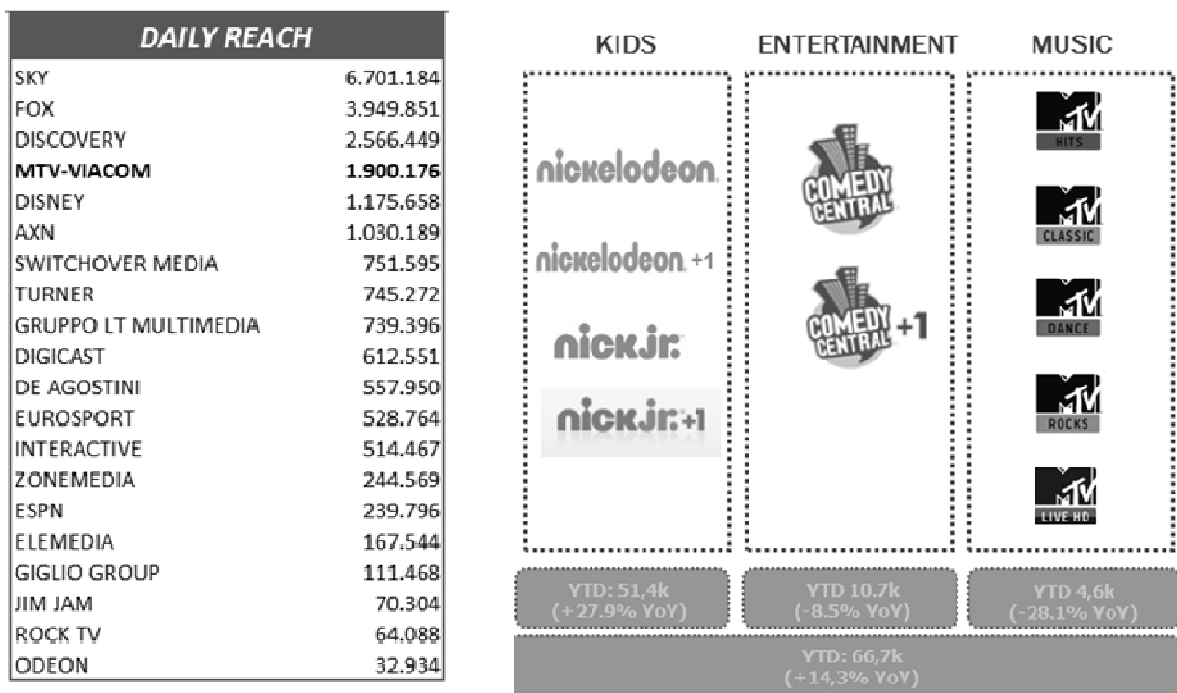 DAILY REACH
SKY 6.701.184
FOX 3.949.851
DISCOVERY 2.566.449
MTV-VIACOM 1.900.176
DISNEY 1.175.658
AXN 1.030.189
SWITCHOVER MEDIA 751.595
TURNER 745.272
GRUPPO LT MULTIMEDIA 739.396
DIGICAST 612.551
DE AGOSTINI 557.950
EUROSPORT 528.764
INTERACTIVE 514.467
ZONEMEDIA 244.569
ESPN 239.796
ELEMEDIA 167.544
GIGLIO GROUP 111.468
JIM JAM 70.304
ROCK TV 64.088
ODEON 32.934
KIDS
nickelodeon
nickelodeon +1
nick jr.
nick jr. +1
YTD: 51,4k
(+27.9% YoY)
ENTERTAINMENT
COMEDY
CENTRAL
COMEDY
CENTRAL +1
YTD 10.7k
(-8.5% YoY)
MUSIC
MTV
HITS
MTV
CLASSIC
MTV
DANCE
MTV
ROCKS
MTV
LIVE HD
YTD 4,6k
(-28.1% YoY)
YTD: 66,7k
(+14,3% YoY)